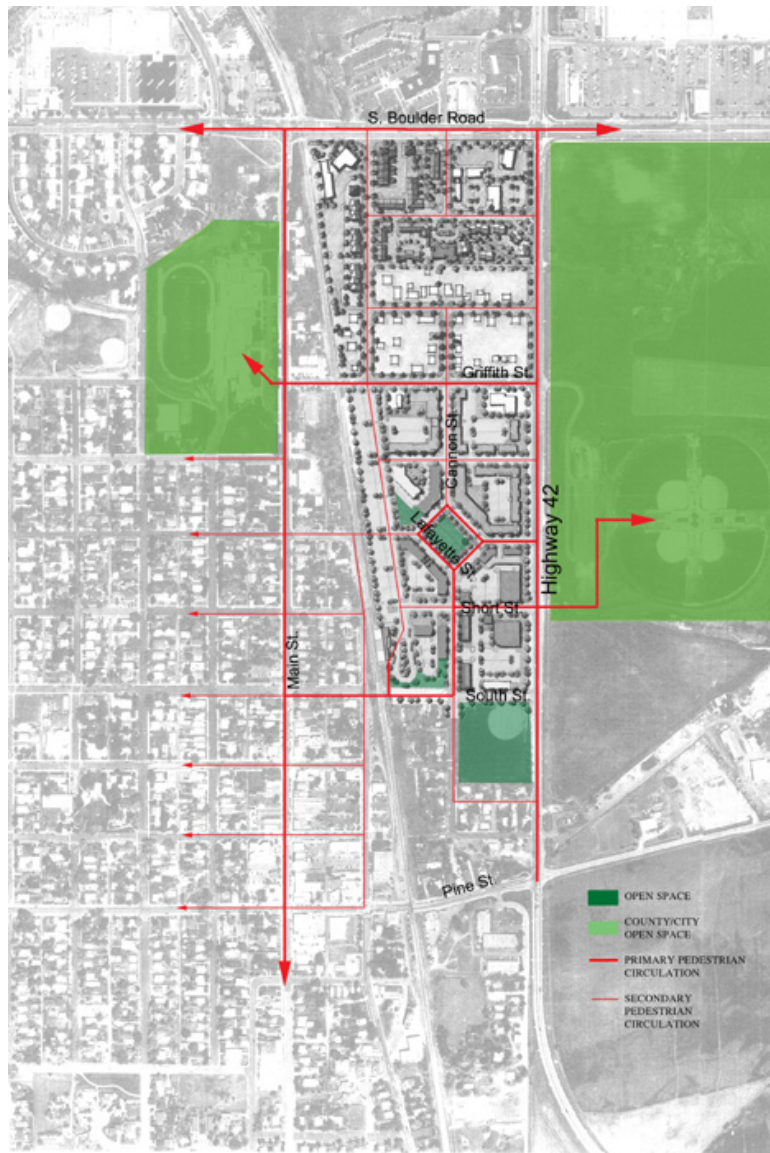 S. Boulder Road
Griffith St.
Cannon St.
Lafayette St.
Highway 42
Short St.
Main St.
South St.
Pine St.
OPEN SPACE
COUNTY/CITY
OPEN SPACE
PRIMARY PEDESTRIAN
CIRCULATION
SECONDARY
PEDESTRIAN
CIRCULATION